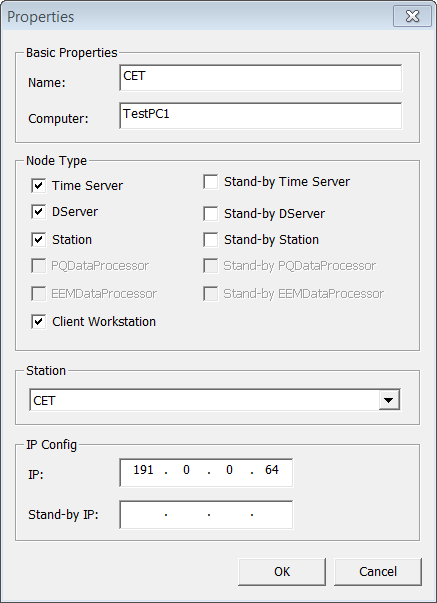 Properties
Basic Properties
Name: CET
Computer: TestPC1
Node Type
Time Server Stand-by Time Server
DServer Stand-by DServer
Station Stand-by Station
PQDataProcessor Stand-by PQDataProcessor
EEMDataProcessor Stand-by EEMDataProcessor
Client Workstation
Station
CET
IP Config
IP: 191 . 0 . 0 . 64
Stand-by IP: . . .
OK Cancel